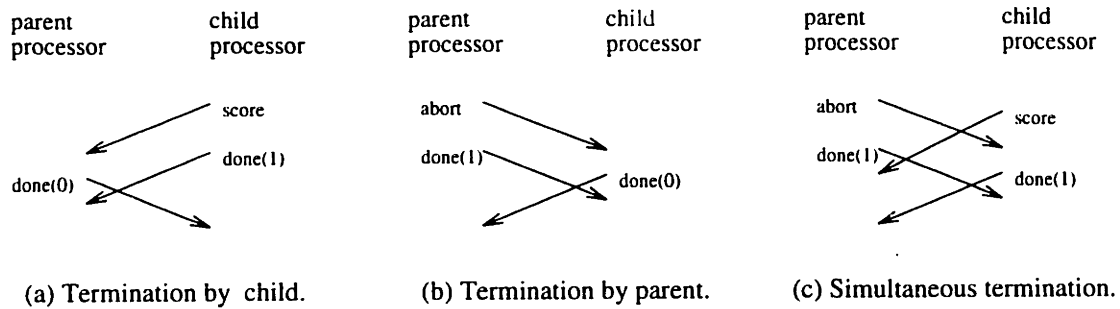 parent
processor
child
processor
score
done(1)
done(0)
(a) Termination by child.
parent
processor
child
processor
abort
done(1)
done(0)
(b) Termination by parent.
parent
processor
child
processor
abort
score
done(1)
done(1)
(c) Simultaneous termination.